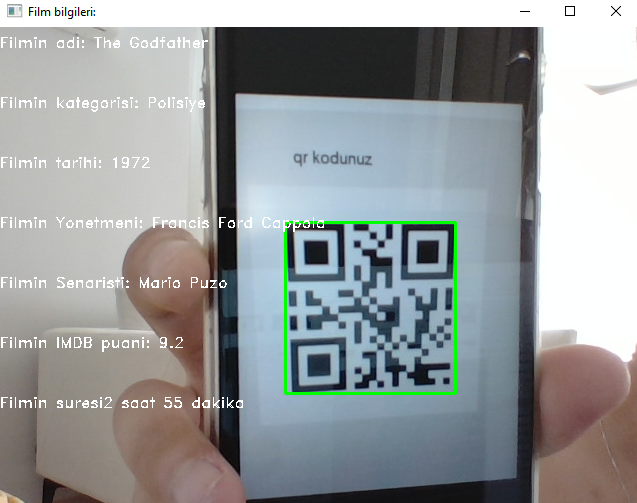 Film bilgileri:
Filmin adi: The Godfather
Filmin kategorisi: Polisiye
qr kodunuz
Filmin tarihi: 1972
Filmin Yonetmeni: Francis Ford Cappola
Filmin Senaristi: Mario Puzo
Filmin IMDB puani: 9.2
Filmin suresi2 saat 55 dakika